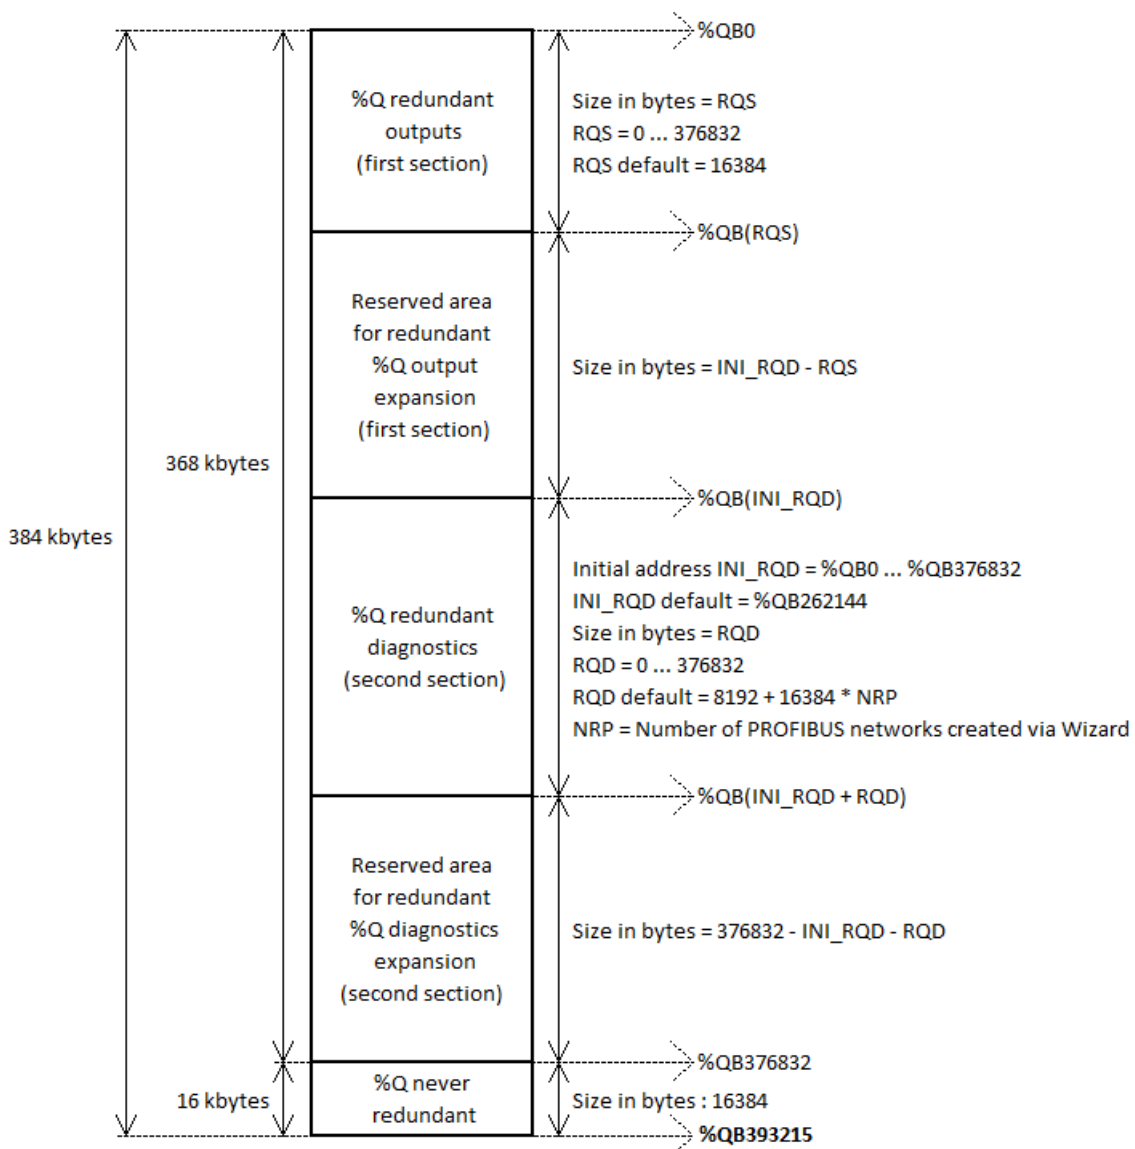 %QB0
%Q redundant
outputs
(first section)
Size in bytes = RQS
RQS = 0 ... 376832
RQS default = 16384
%QB(RQS)
Reserved area
for redundant
%Q output
expansion
(first section)
Size in bytes = INI_RQD - RQS
368 kbytes
%QB(INI_RQD)
384 kbytes
%Q redundant
diagnostics
(second section)
Initial address INI_RQD = %QB0 ... %QB376832
INI_RQD default = %QB262144
Size in bytes = RQD
RQD = 0 ... 376832
RQD default = 8192 + 16384 * NRP
NRP = Number of PROFIBUS networks created via Wizard
%QB(INI_RQD + RQD)
Reserved area
for redundant
%Q diagnostics
expansion
(second section)
Size in bytes = 376832 - INI_RQD - RQD
%QB376832
16 kbytes
%Q never
redundant
Size in bytes : 16384
%QB393215